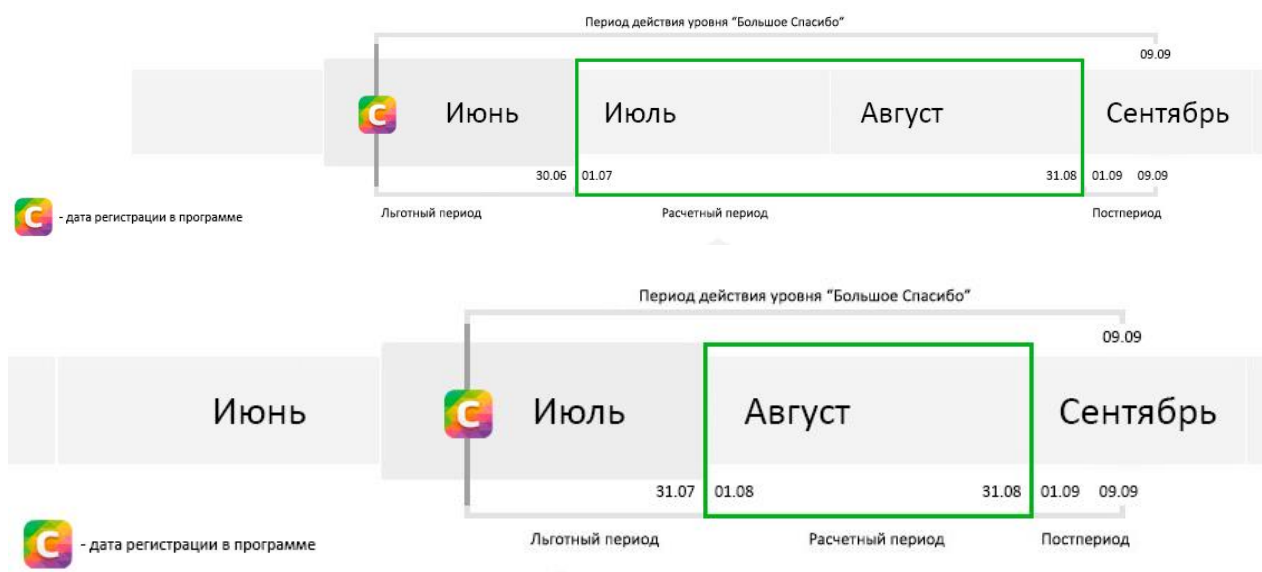 Период действия уровня “Большое Спасибо”
09.09
С Июнь Июль Август Сентябрь
30.06 01.07 31.08 01.09 09.09
С - дата регистрации в программе
Льготный период Расчетный период Постпериод
Период действия уровня “Большое Спасибо”
09.09
Июнь С Июль Август Сентябрь
31.07 01.08 31.08 01.09 09.09
С - дата регистрации в программе
Льготный период Расчетный период Постпериод